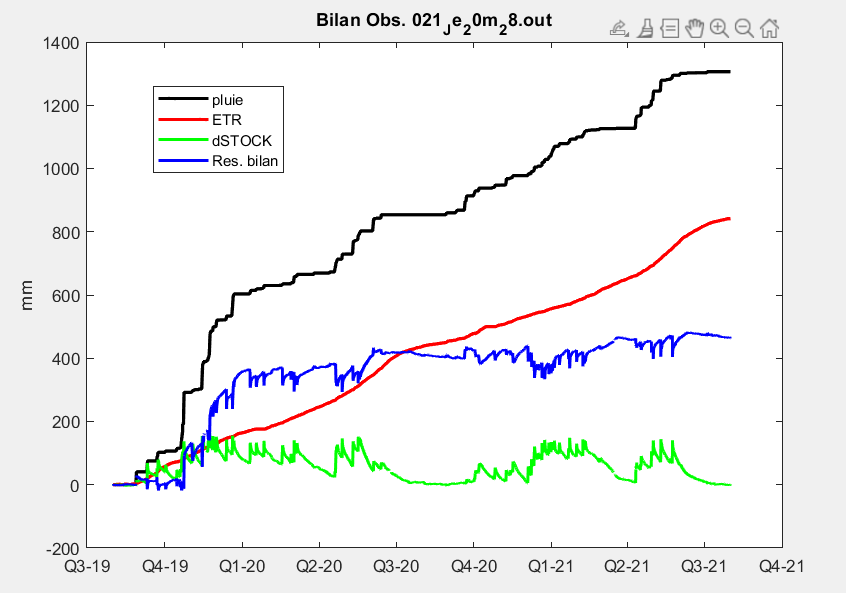 Bilan Obs. 021_Je_20m_28.out
1400
1200
1000
800
600
400
200
0
-200
mm
pluie
ETR
dSTOCK
Res. bilan
Q3-19 Q4-19 Q1-20 Q2-20 Q3-20 Q4-20 Q1-21 Q2-21 Q3-21 Q4-21